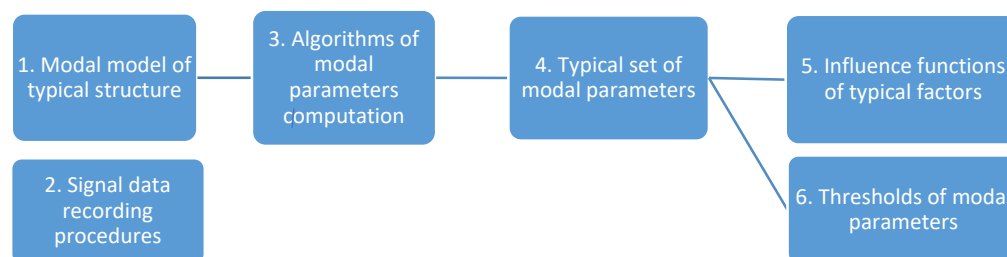 1. Modal model of
typical structure
2. Signal data
recording
procedures
3. Algorithms of
modal
parameters
computation
4. Typical set of
modal parameters
5. Influence functions
of typical factors
6. Thresholds of moda
parameters